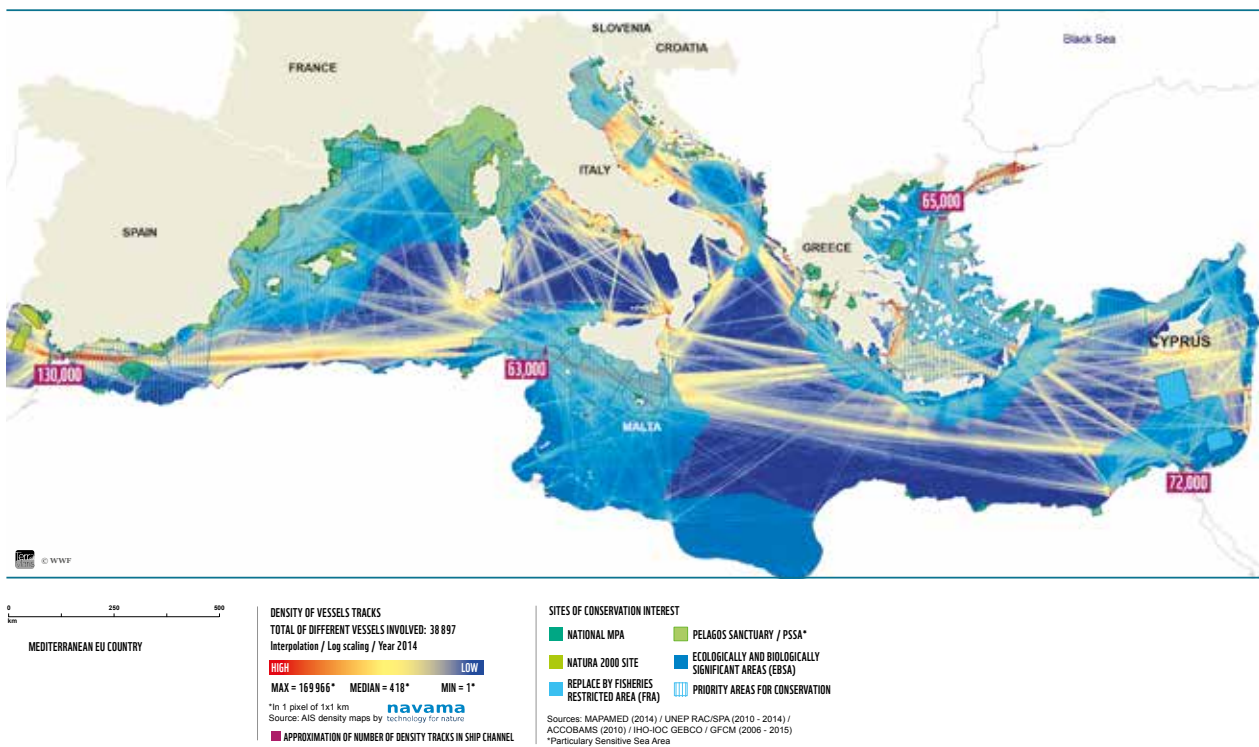 SLOVENIA
CROATIA
Black Sea
FRANCE
ITALY
SPAIN
GREECE
65,000
CYPRUS
130,000
63,000
MALTA
72,000
© WWF
0 250 500
km
MEDITERRANEAN EU COUNTRY
DENSITY OF VESSELS TRACKS
TOTAL OF DIFFERENT VESSELS INVOLVED: 38 897
Interpolation / Log scaling / Year 2014
HIGH LOW
MAX = 169 966* MEDIAN = 418* MIN = 1*
*In 1 pixel of 1x1 km
Source: AIS density maps by navama
technology for nature
APPROXIMATION OF NUMBER OF DENSITY TRACKS IN SHIP CHANNEL
SITES OF CONSERVATION INTEREST
NATIONAL MPA
NATURA 2000 SITE
REPLACE BY FISHERIES
RESTRICTED AREA (FRA)
PELAGOS SANCTUARY / PSSA*
ECOLOGICALLY AND BIOLOGICALLY
SIGNIFICANT AREAS (EBSA)
PRIORITY AREAS FOR CONSERVATION
Sources: MAPAMED (2014) / UNEP RAC/SPA (2010 - 2014) /
ACCOBAMS (2010) / IHO-IOC GEBCO / GFCM (2006 - 2015)
*Particulary Sensitive Sea Area